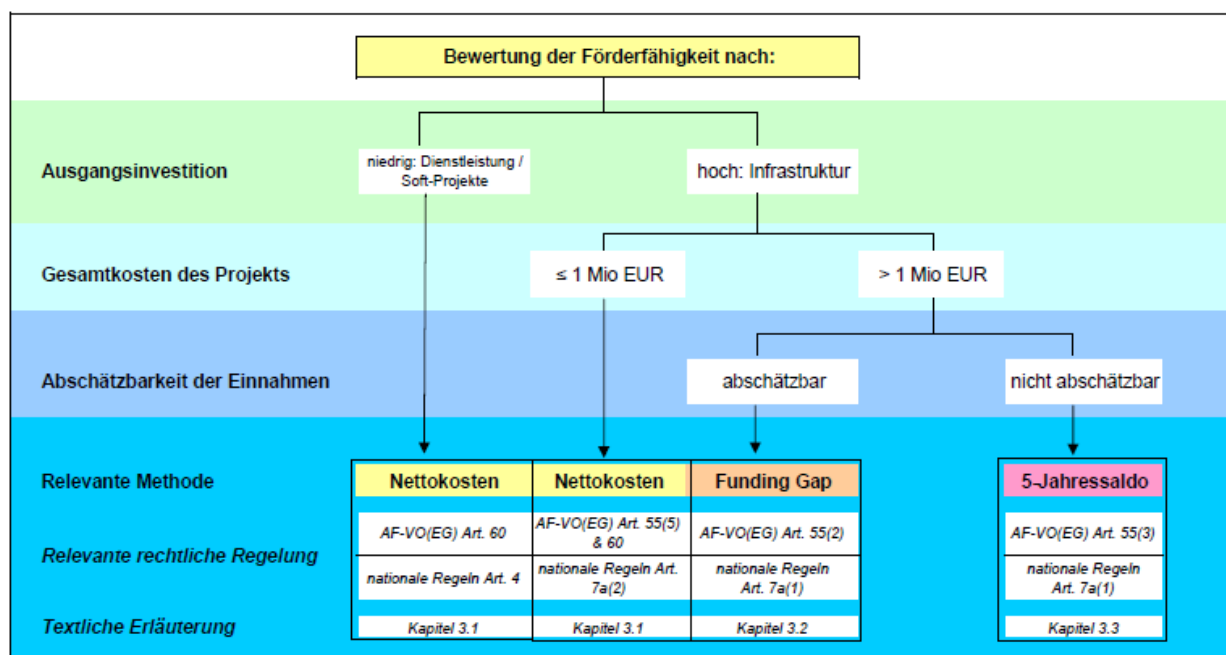 Bewertung der Förderfähigkeit nach:
Ausgangsinvestition
niedrig: Dienstleistung /
Soft-Projekte
hoch: Infrastruktur
Gesamtkosten des Projekts
≤ 1 Mio EUR
> 1 Mio EUR
Abschätzbarkeit der Einnahmen
abschätzbar
nicht abschätzbar
Relevante Methode
Nettokosten
Nettokosten
Funding Gap
5-Jahressaldo
Relevante rechtliche Regelung
AF-VO(EG) Art. 60
AF-VO(EG) Art. 55(5)
& 60
AF-VO(EG) Art. 55(2)
AF-VO(EG) Art. 55(3)
nationale Regeln Art. 4
nationale Regeln Art.
7a(2)
nationale Regeln
Art. 7a(1)
nationale Regeln
Art. 7a(1)
Textliche Erläuterung
Kapitel 3.1
Kapitel 3.1
Kapitel 3.2
Kapitel 3.3